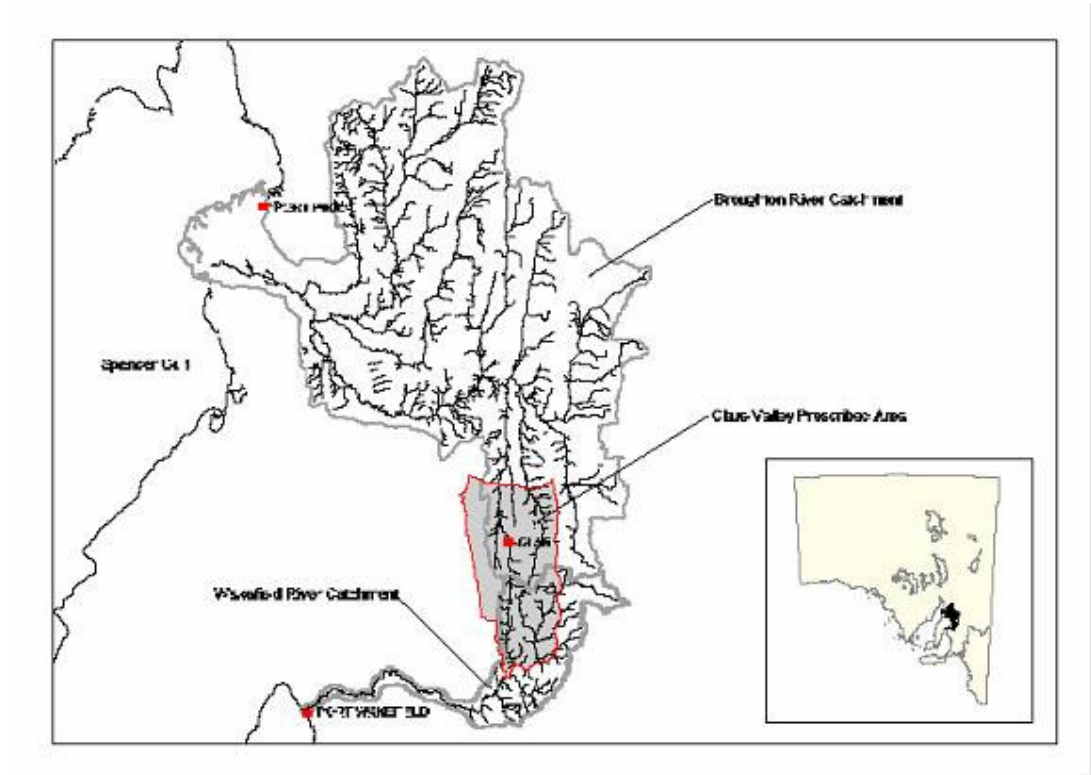 Broughton River Catchment
PORT PIRIE
Spencer Gulf
Clare Valley Prescribed Area
CLARE
Wakefield River Catchment
PORT WAKEFIELD